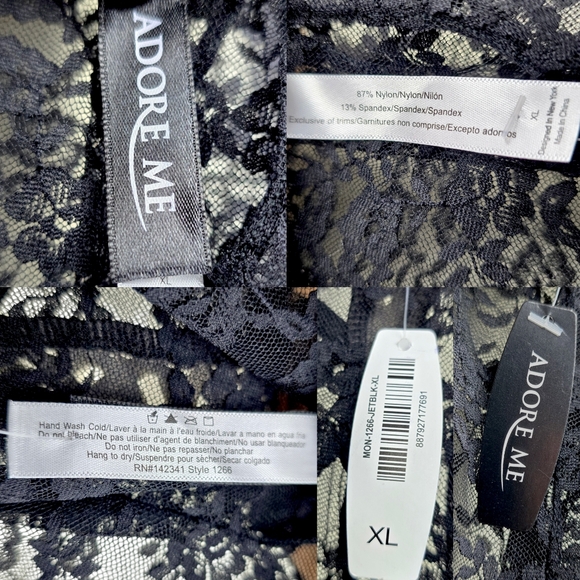 ADORE ME
XL
87% Nylon/Nylon/Nilón
13% Spandex/Spandex/Spandex
Exclusive of trims/Garnitures non comprise/Excepto adornos
XL
Designed in New York
Made in China
Hand Wash Cold/Laver à la main à l'eau froide/Lavar a mano en agua
Do not Bleach/Ne pas utiliser d'agent de blanchiment/No usar blanqueador
Do not iron/Ne pas repasser/No planchar
Hang to dry/Suspendre pour sécher/Secar colgado
RN#142341 Style 1266
MON-1266-JETBLK-XL
887927177691
XL
ADORE ME